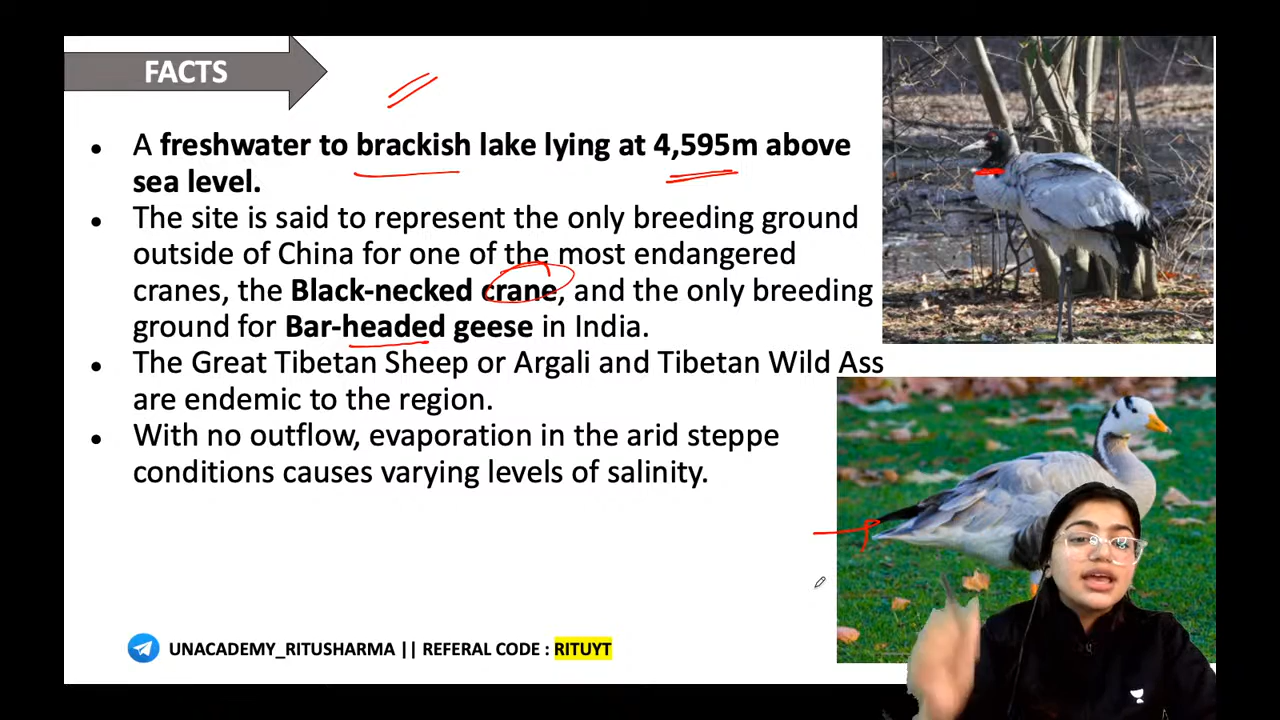 FACTS
A freshwater to brackish lake lying at 4,595m above
sea level.
The site is said to represent the only breeding ground
outside of China for one of the most endangered
cranes, the Black-necked crane, and the only breeding
ground for Bar-headed geese in India.
The Great Tibetan Sheep or Argali and Tibetan Wild Ass
are endemic to the region.
With no outflow, evaporation in the arid steppe
conditions causes varying levels of salinity.
UNACADEMY_RITUSHARMA || REFERAL CODE : RITUYT